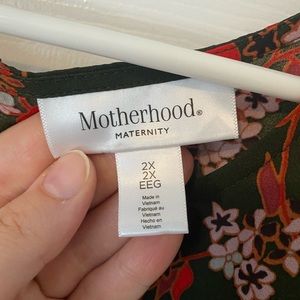 Motherhood®
MATERNITY
2X
2X
EEG
Made in
Vietnam
Fabriqué au
Vietnam
Hecho en
Vietnam